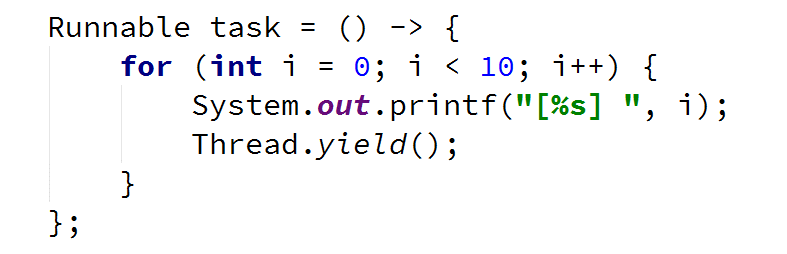 Runnable task = () -> {
    for (int i = 0; i < 10; i++) {
        System.out.printf("[%s] ", i);
        Thread.yield();
    }
};